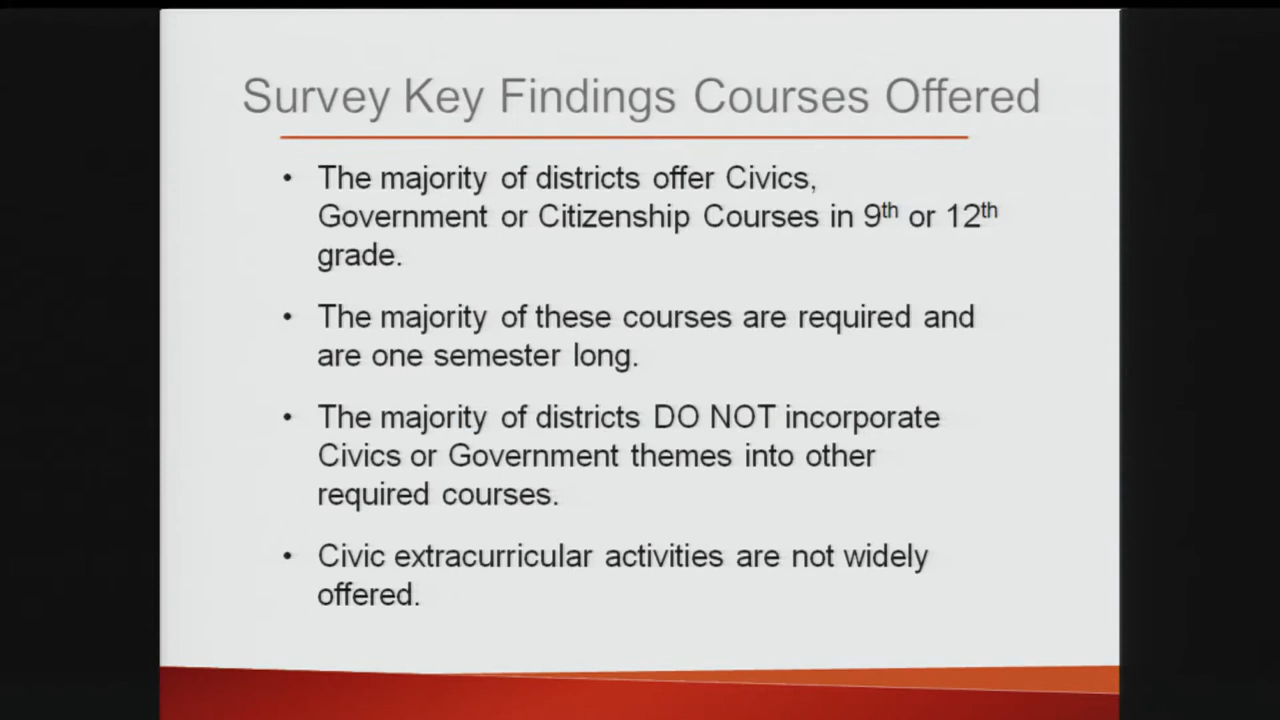 Survey Key Findings Courses Offered
• The majority of districts offer Civics,
Government or Citizenship Courses in 9th or 12th
grade.
• The majority of these courses are required and
are one semester long.
• The majority of districts DO NOT incorporate
Civics or Government themes into other
required courses.
• Civic extracurricular activities are not widely
offered.